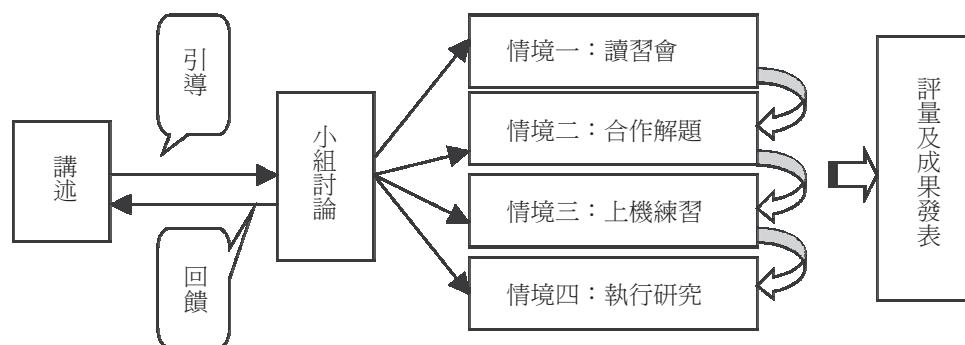 引導
講述
回饋
小組討論
情境一：讀習會
情境二：合作解題
情境三：上機練習
情境四：執行研究
評量及成果發表